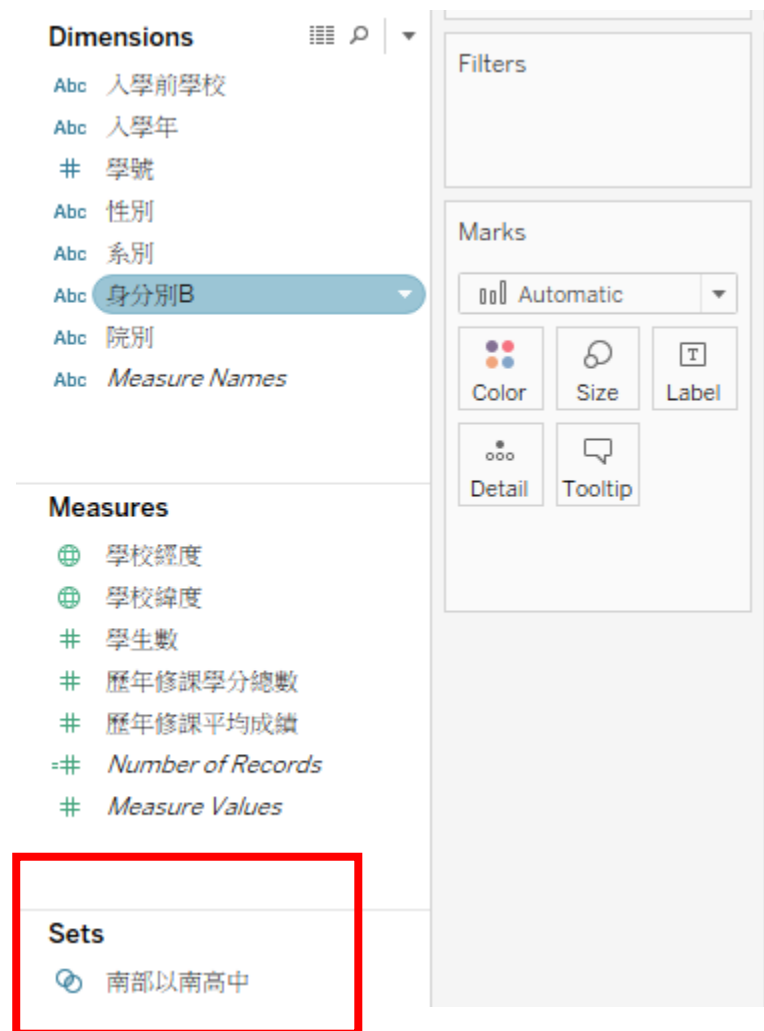 Dimensions
Abc 入學前學校
Abc 入學年
# 學號
Abc 性別
Abc 系別
Abc 身分別B
Abc 院別
Abc Measure Names
Measures
學校經度
學校緯度
# 學生數
# 歷年修課學分總數
# 歷年修課平均成績
=# Number of Records
# Measure Values
Sets
南部以南高中
Filters
Marks
Automatic
Color
Size
T
Label
Detail
Tooltip